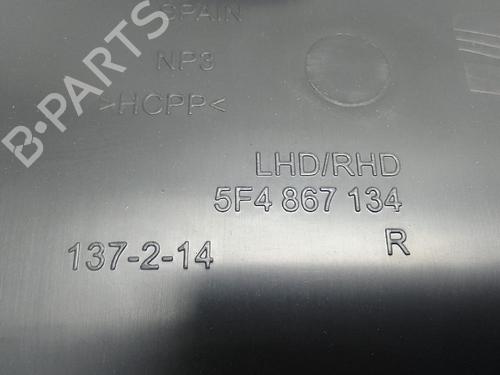 SPAIN
NP3
>HCPP<
LHD/RHD
5F4 867 134
137-2-14
R
B-PARTS